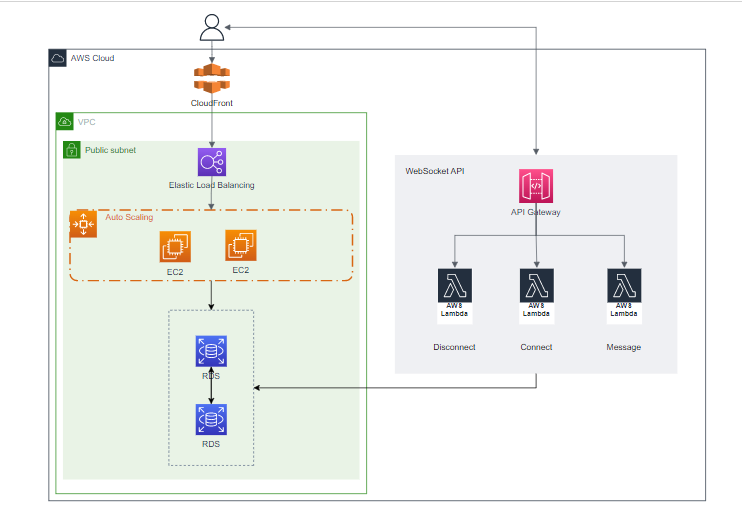 AWS Cloud
CloudFront
VPC
Public subnet
Elastic Load Balancing
Auto Scaling
EC2
EC2
RDS
RDS
WebSocket API
API Gateway
AWS
Lambda
AWS
Lambda
AWS
Lambda
Disconnect
Connect
Message